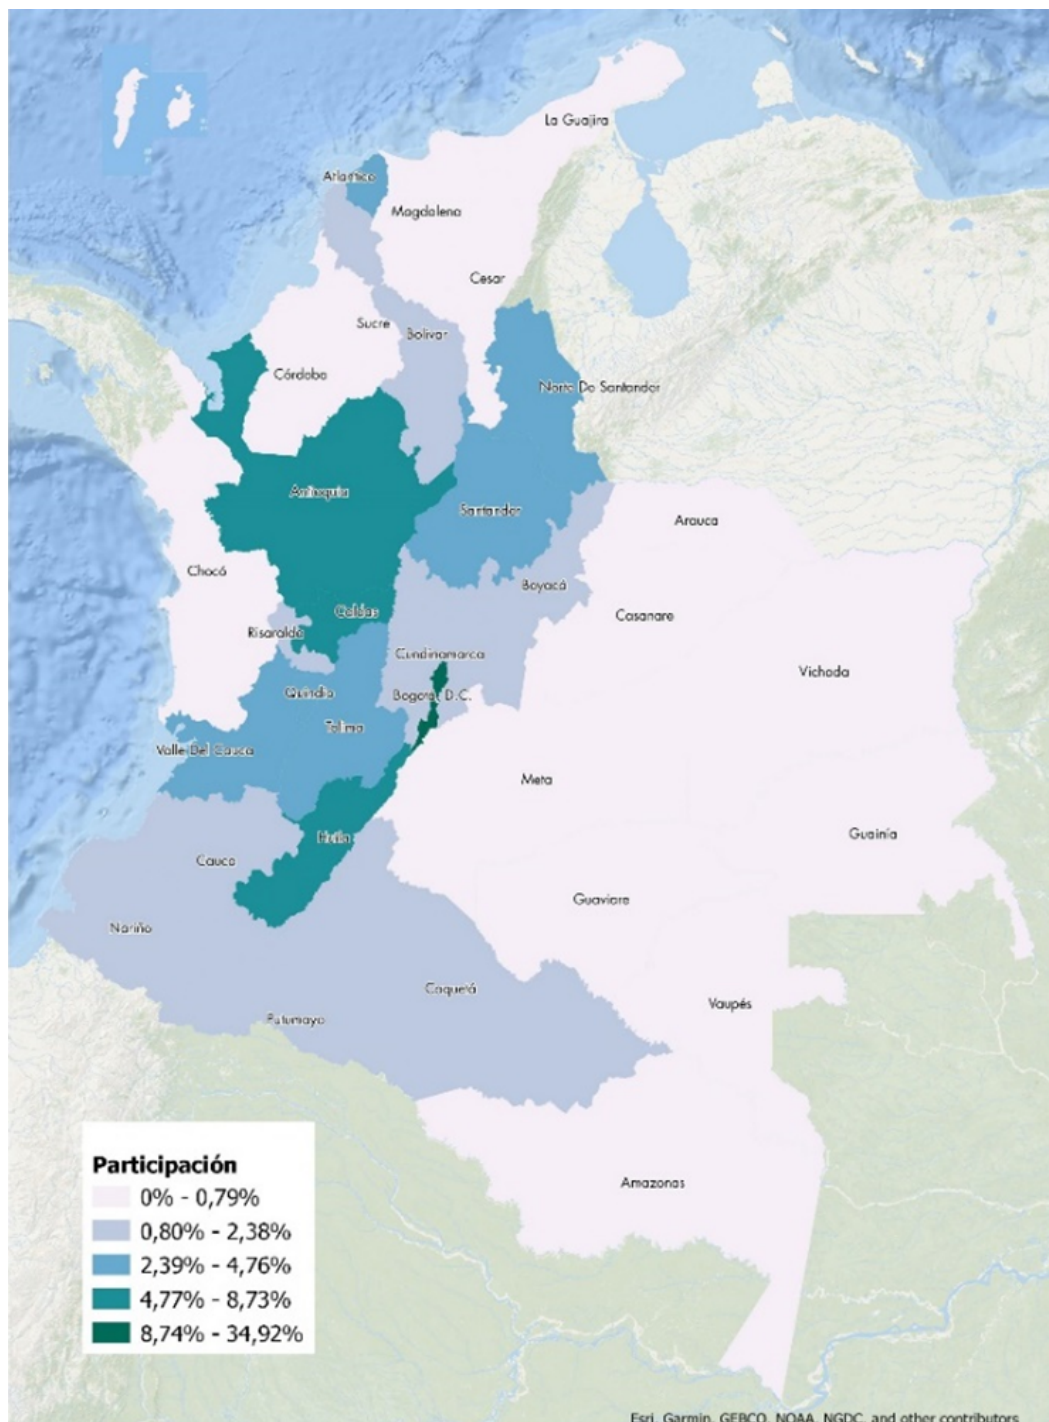 La Guajira
Atlantico
Magdalena
Cesar
Sucre
Bolívar
Córdoba
Norte De Santander
Antioquia
Santander
Arauca
Chocó
Boyacá
Caldas
Casanare
Risaralda
Cundinamarca
Vichada
Quindio
Bogotá, D.C.
Tolima
Valle Del Cauca
Meta
Guainía
Huila
Cauca
Guaviare
Nariño
Caquetá
Vaupés
Putumayo
Amazonas
Participación
0% - 0,79%
0,80% - 2,38%
2,39% - 4,76%
4,77% - 8,73%
8,74% - 34,92%
Esri, Garmin, GEBCO, NOAA, NGDC, and other contributors